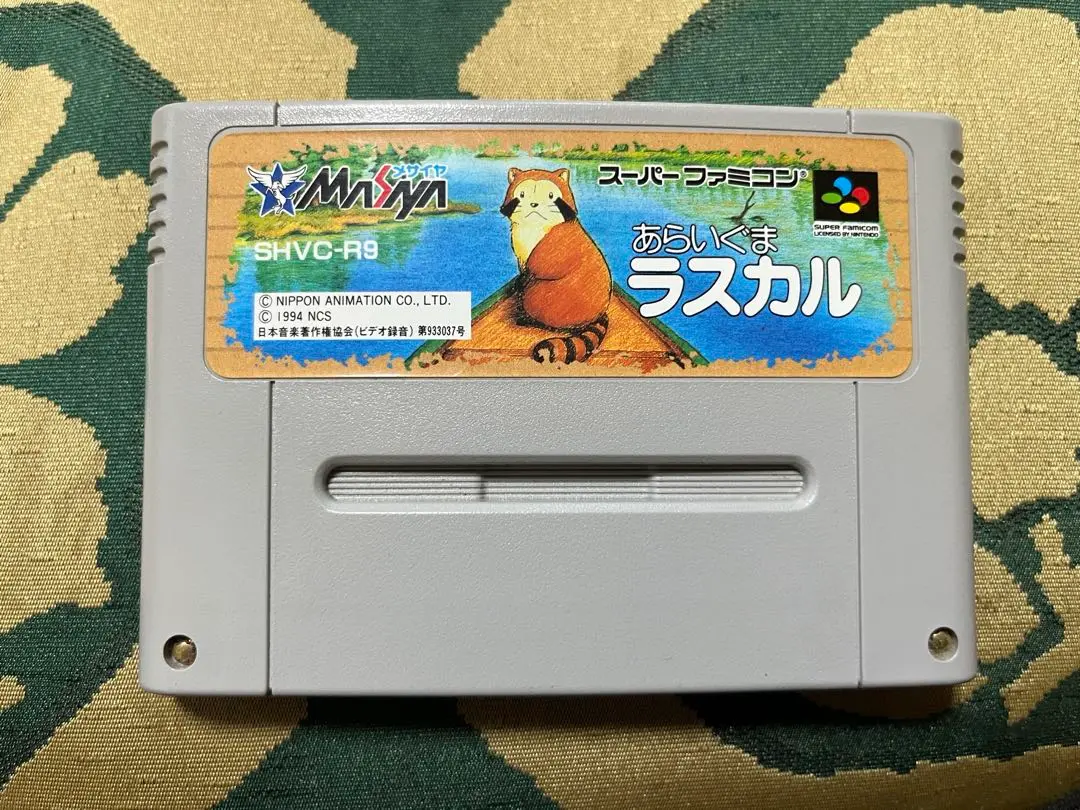 メサイヤ
MASAYA
SHVC-R9
© NIPPON ANIMATION CO., LTD.
© 1994 NCS
日本音楽著作権協会(ビデオ録音) 第933037号
スーパーファミコン®
SUPER FAMICOM
LICENSED BY NINTENDO
あらいぐま
ラスカル